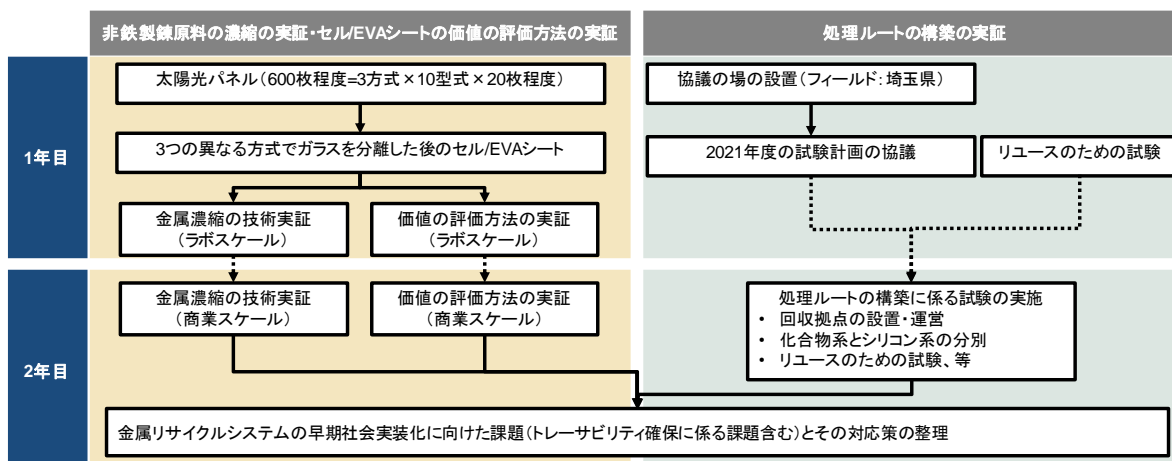 非鉄製錬原料の濃縮の実証・セル/EVAシートの価値の評価方法の実証
処理ルートの構築の実証
1年目
太陽光パネル（600枚程度=3方式×10型式×20枚程度）
協議の場の設置（フィールド：埼玉県）
3つの異なる方式でガラスを分離した後のセル/EVAシート
2021年度の試験計画の協議
リユースのための試験
金属濃縮の技術実証
（ラボスケール）
価値の評価方法の実証
（ラボスケール）
2年目
金属濃縮の技術実証
（商業スケール）
価値の評価方法の実証
（商業スケール）
処理ルートの構築に係る試験の実施
• 回収拠点の設置・運営
• 化合物系とシリコン系の分別
• リユースのための試験、等
金属リサイクルシステムの早期社会実装化に向けた課題（トレーサビリティ確保に係る課題含む）とその対応策の整理